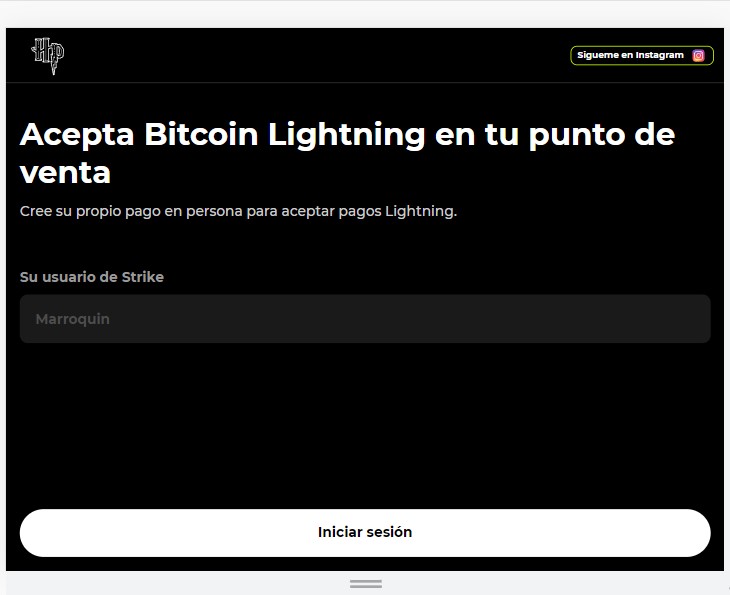 Hp
Sigueme en Instagram
Acepta Bitcoin Lightning en tu punto de
venta
Cree su propio pago en persona para aceptar pagos Lightning.
Su usuario de Strike
Marroquin
Iniciar sesión